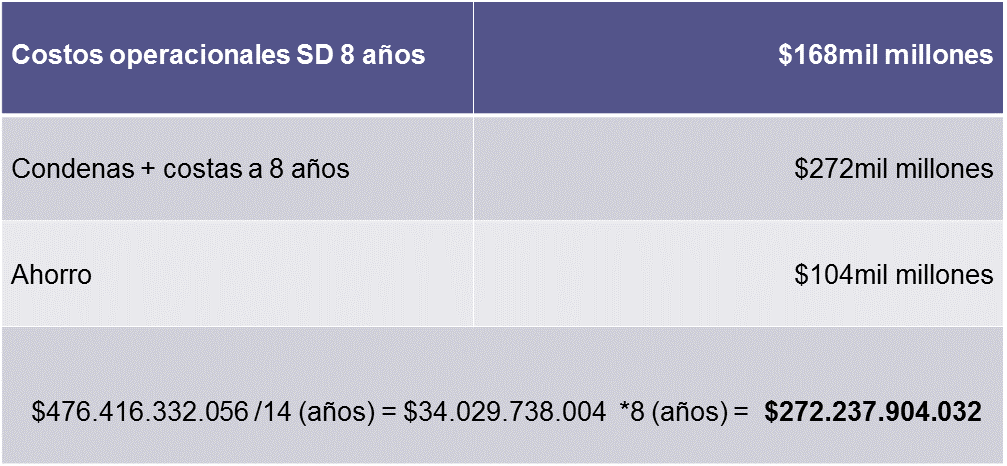 Costos operacionales SD 8 años $168mil millones
Condenas + costas a 8 años $272mil millones
Ahorro $104mil millones
$476.416.332.056 /14 (años) = $34.029.738.004 *8 (años) = $272.237.904.032